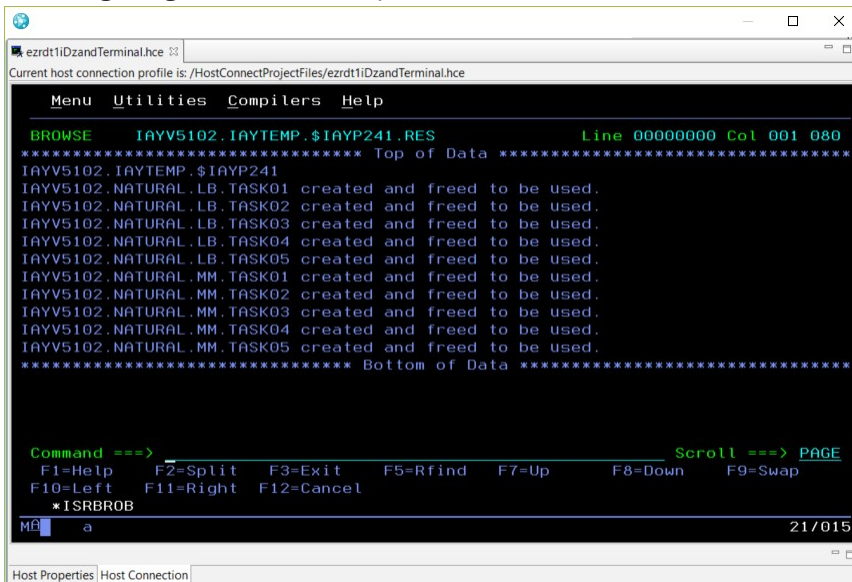 ezrdt1iDzandTerminal.hce
Current host connection profile is: /HostConnectProjectFiles/ezrdt1iDzandTerminal.hce
Menu Utilities Compilers Help
BROWSE IAYV5102.IAYTEMP.$IAYP241.RES Line 00000000 Col 001 080
********************************* Top of Data **********************************
IAYV5102.IAYTEMP.$IAYP241
IAYV5102.NATURAL.LB.TASK01 created and freed to be used.
IAYV5102.NATURAL.LB.TASK02 created and freed to be used.
IAYV5102.NATURAL.LB.TASK03 created and freed to be used.
IAYV5102.NATURAL.LB.TASK04 created and freed to be used.
IAYV5102.NATURAL.LB.TASK05 created and freed to be used.
IAYV5102.NATURAL.MM.TASK01 created and freed to be used.
IAYV5102.NATURAL.MM.TASK02 created and freed to be used.
IAYV5102.NATURAL.MM.TASK03 created and freed to be used.
IAYV5102.NATURAL.MM.TASK04 created and freed to be used.
IAYV5102.NATURAL.MM.TASK05 created and freed to be used.
******************************** Bottom of Data ********************************
Command ===> Scroll ===> PAGE
F1=Help F2=Split F3=Exit F5=Rfind F7=Up F8=Down F9=Swap
F10=Left F11=Right F12=Cancel
*ISRBROB
MA a 21/015
Host Properties Host Connection